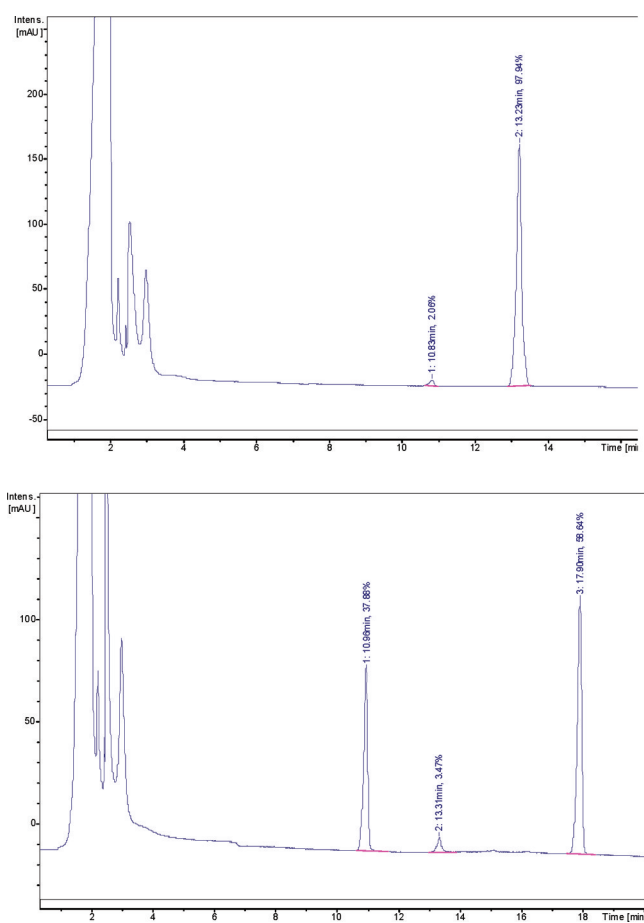 Intens.
[mAU]
200
150
100
50
0
-50
1: 10.83min, 2.06%
2: 13.23min, 97.94%
2 4 6 8 10 12 14 Time [min
Intens.
[mAU]
100
50
0
1: 10.96min, 37.88%
2: 13.31min, 3.47%
3: 17.90min, 58.64%
2 4 6 8 10 12 14 16 18 Time [min